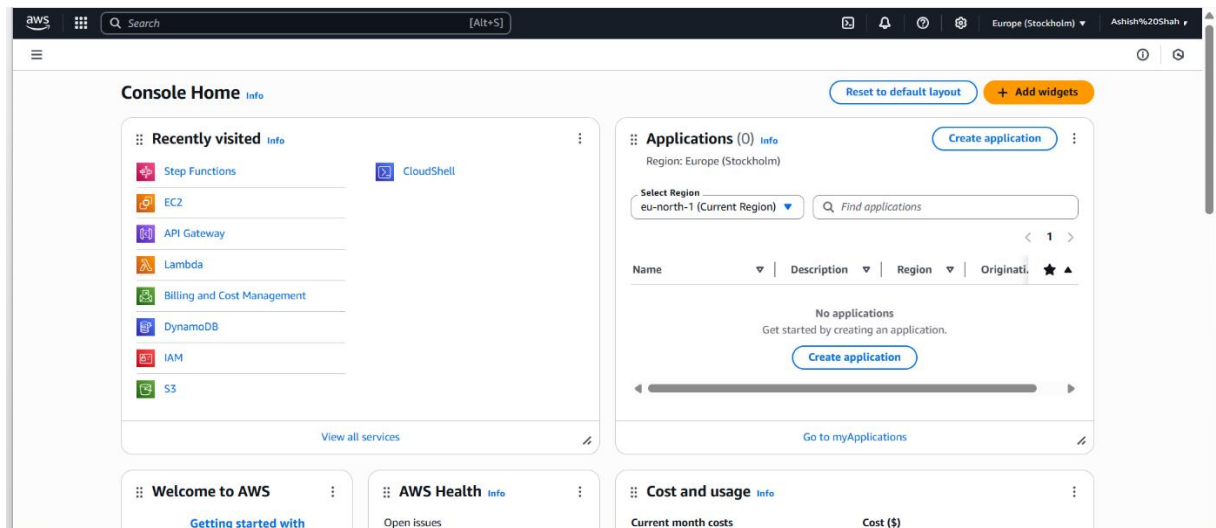 aws
Search [Alt+S]
Europe (Stockholm) ▼
Ashish%20Shah
Console Home Info
Reset to default layout
+ Add widgets
Recently visited Info
Step Functions
CloudShell
EC2
API Gateway
Lambda
Billing and Cost Management
DynamoDB
IAM
S3
View all services
Applications (0) Info
Create application
Region: Europe (Stockholm)
Select Region
eu-north-1 (Current Region) ▼
Find applications
1
Name Description Region Originati.
No applications
Get started by creating an application.
Create application
Go to myApplications
Welcome to AWS
Getting started with
AWS Health Info
Open issues
Cost and usage Info
Current month costs Cost ($)